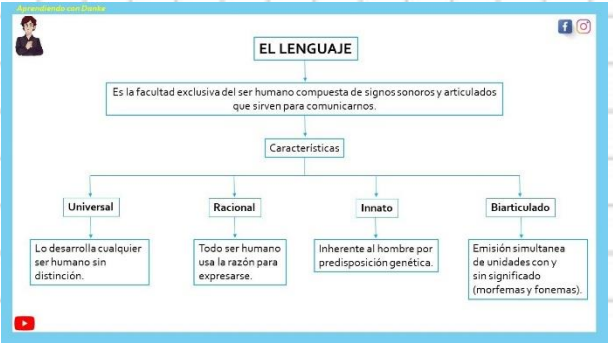 Aprendiendo con Danke
EL LENGUAJE
Es la facultad exclusiva del ser humano compuesta de signos sonoros y articulados
que sirven para comunicarnos.
Características
Universal
Racional
Innato
Biarticulado
Lo desarrolla cualquier
ser humano sin
distinción.
Todo ser humano
usa la razón para
expresarse.
Inherente al hombre por
predisposición genética.
Emisión simultanea
de unidades con y
sin significado
(morfemas y fonemas).